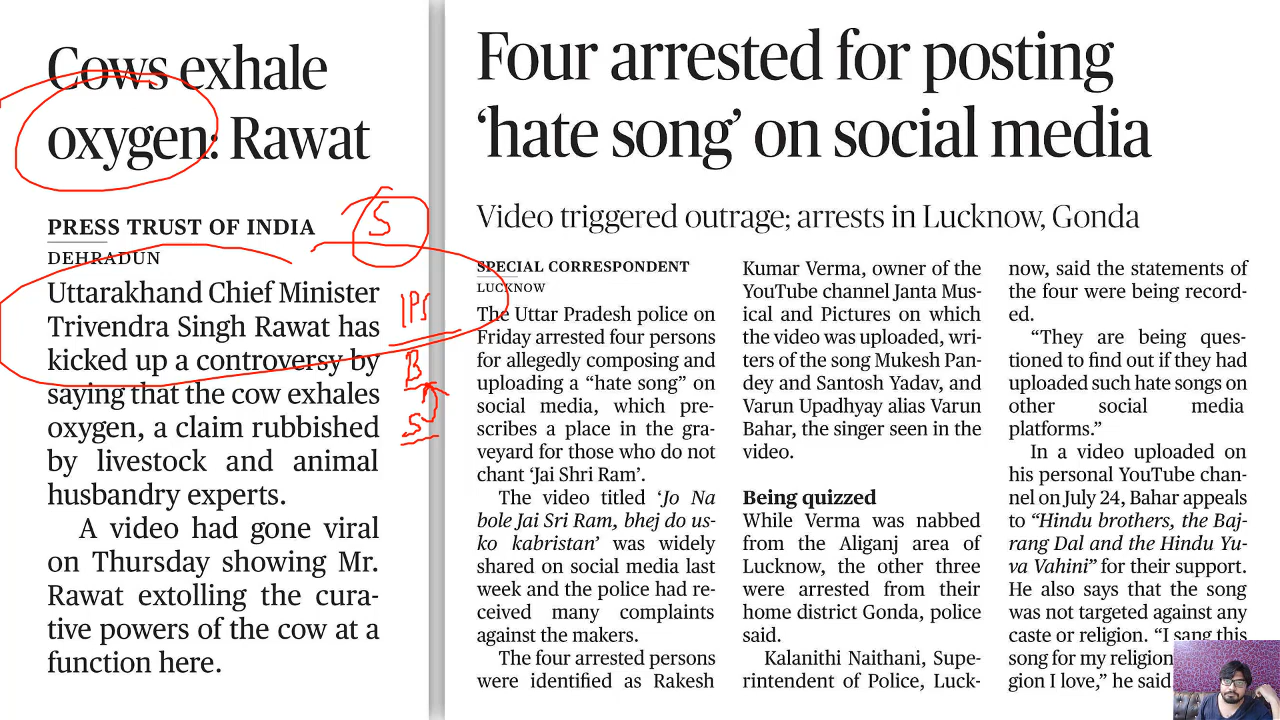 Cows exhale
oxygen: Rawat
PRESS TRUST OF INDIA
DEHRADUN
Uttarakhand Chief Minister
Trivendra Singh Rawat has
kicked up a controversy by
saying that the cow exhales
oxygen, a claim rubbished
by livestock and animal
husbandry experts.
A video had gone viral
on Thursday showing Mr.
Rawat extolling the cura-
tive powers of the cow at a
function here.
S
IPS
B
S
Four arrested for posting
‘hate song’ on social media
Video triggered outrage; arrests in Lucknow, Gonda
SPECIAL CORRESPONDENT
LUCKNOW
The Uttar Pradesh police on
Friday arrested four persons
for allegedly composing and
uploading a “hate song” on
social media, which pre-
scribes a place in the gra-
veyard for those who do not
chant ‘Jai Shri Ram’.
The video titled ‘Jo Na
bole Jai Sri Ram, bhej do us-
ko kabristan’ was widely
shared on social media last
week and the police had re-
ceived many complaints
against the makers.
The four arrested persons
were identified as Rakesh
Kumar Verma, owner of the
YouTube channel Janta Mus-
ical and Pictures on which
the video was uploaded, wri-
ters of the song Mukesh Pan-
dey and Santosh Yadav, and
Varun Upadhyay alias Varun
Bahar, the singer seen in the
video.
Being quizzed
While Verma was nabbed
from the Aliganj area of
Lucknow, the other three
were arrested from their
home district Gonda, police
said.
Kalanithi Naithani, Supe-
rintendent of Police, Luck-
now, said the statements of
the four were being record-
ed.
“They are being ques-
tioned to find out if they had
uploaded such hate songs on
other social media
platforms.”
In a video uploaded on
his personal YouTube chan-
nel on July 24, Bahar appeals
to “Hindu brothers, the Baj-
rang Dal and the Hindu Yu-
va Vahini” for their support.
He also says that the song
was not targeted against any
caste or religion. “I sang this
song for my religion
gion I love,” he said